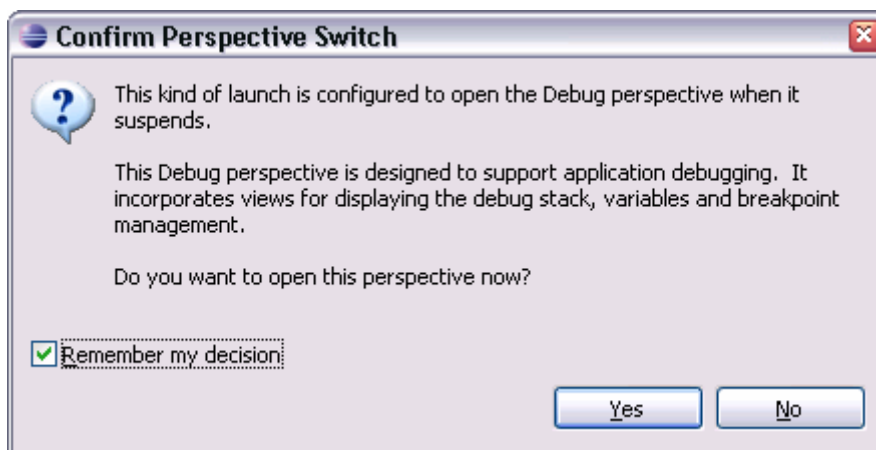 Confirm Perspective Switch
This kind of launch is configured to open the Debug perspective when it
suspends.
This Debug perspective is designed to support application debugging.  It
incorporates views for displaying the debug stack, variables and breakpoint
management.
Do you want to open this perspective now?
Remember my decision
Yes
No